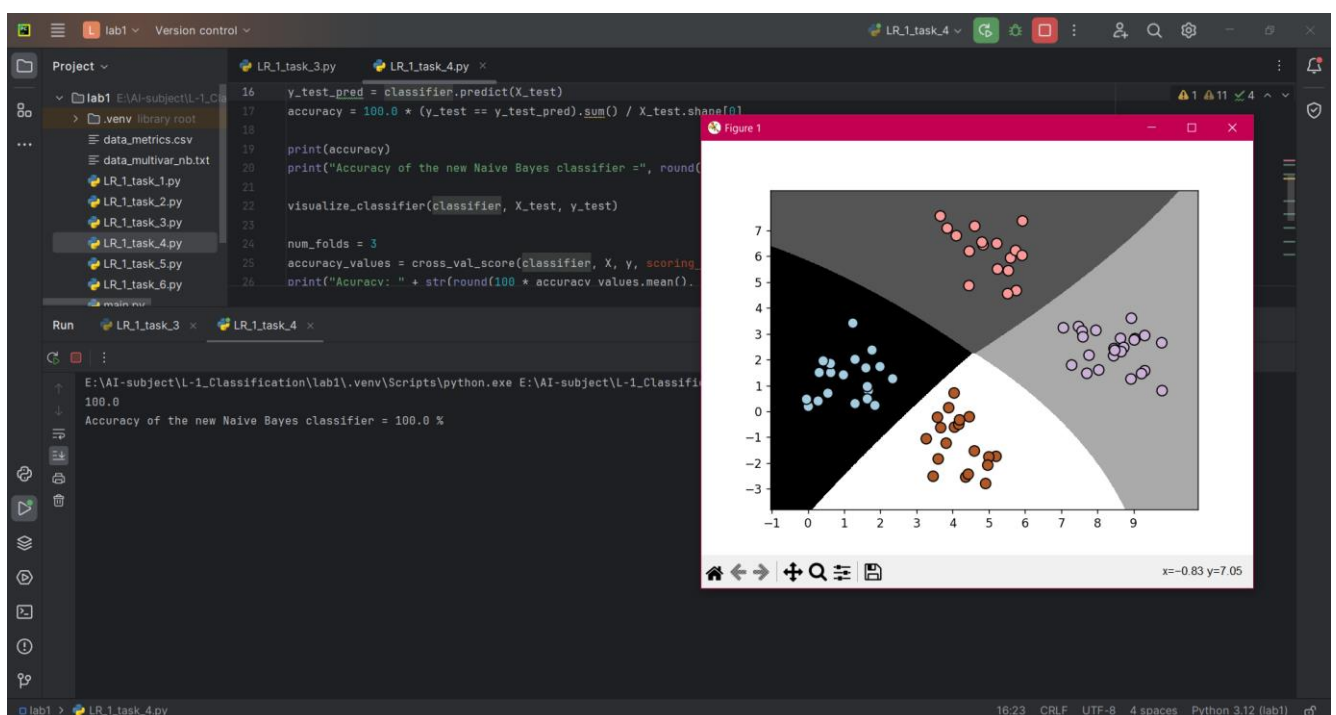 L lab1 Version control LR_1_task_4
Project
LR_1_task_3.py LR_1_task_4.py
lab1 E:\AI-subject\L-1_Cla
.venv library root
data_metrics.csv
data_multivar_nb.txt
LR_1_task_1.py
LR_1_task_2.py
LR_1_task_3.py
LR_1_task_4.py
LR_1_task_5.py
LR_1_task_6.py
main.py
1 11 4
16 y_test_pred = classifier.predict(X_test)
17 accuracy = 100.0 * (y_test == y_test_pred).sum() / X_test.shape[0]
18
19 print(accuracy)
20 print("Accuracy of the new Naive Bayes classifier =", round(
21
22 visualize_classifier(classifier, X_test, y_test)
23
24 num_folds = 3
25 accuracy_values = cross_val_score(classifier, X, y, scoring
26 print("Acuracy: " + str(round(100 * accuracy_values.mean(),
Run LR_1_task_3 LR_1_task_4
E:\AI-subject\L-1_Classification\lab1\.venv\Scripts\python.exe E:\AI-subject\L-1_Classifi
100.0
Accuracy of the new Naive Bayes classifier = 100.0 %
Figure 1
7
6
5
4
3
2
1
0
−1
−2
−3
−1 0 1 2 3 4 5 6 7 8 9
x=−0.83 y=7.05
lab1 > LR_1_task_4.py
16:23 CRLF UTF-8 4 spaces Python 3.12 (lab1)